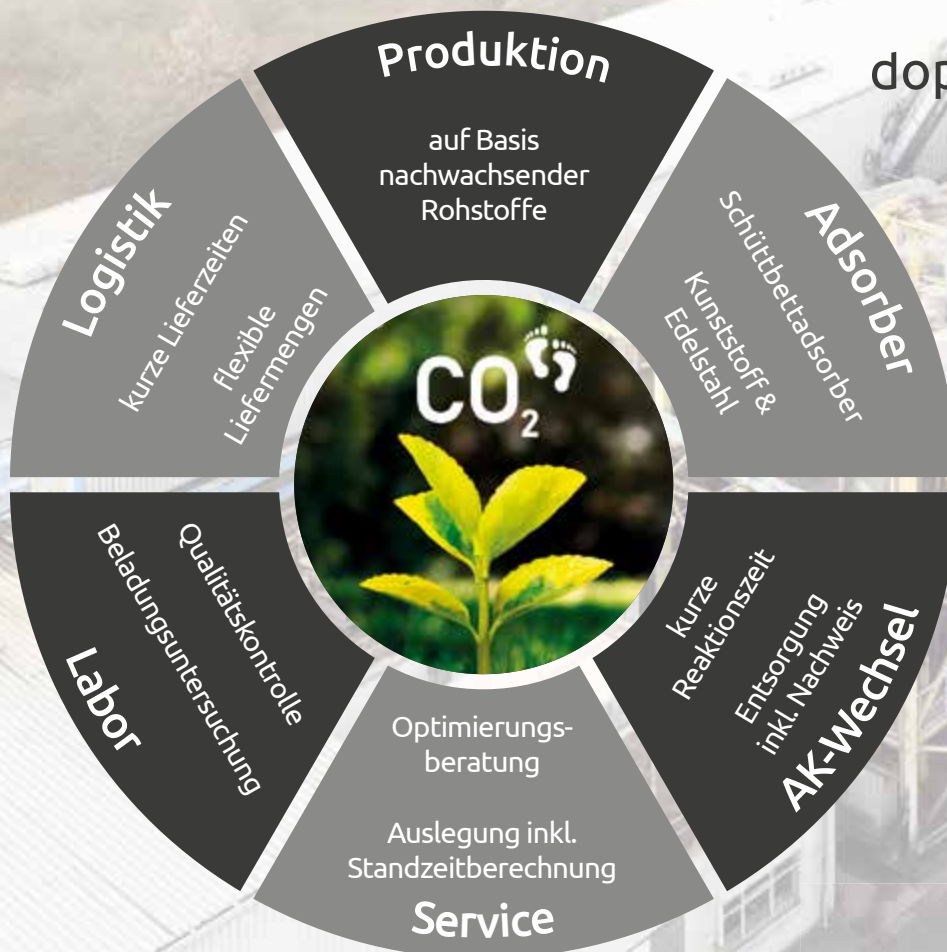 Produktion
auf Basis
nachwachsender
Rohstoffe
Adsorber
Schüttbettadsorber
Kunststoff &
Edelstahl
AK-Wechsel
kurze
Reaktionszeit
Entsorgung
inkl. Nachweis
Optimierungs-
beratung
Auslegung inkl.
Standzeitberechnung
Service
Labor
Beladungsuntersuchung
Qualitätskontrolle
Logistik
kurze Lieferzeiten
flexible
Liefermengen
CO₂
dop